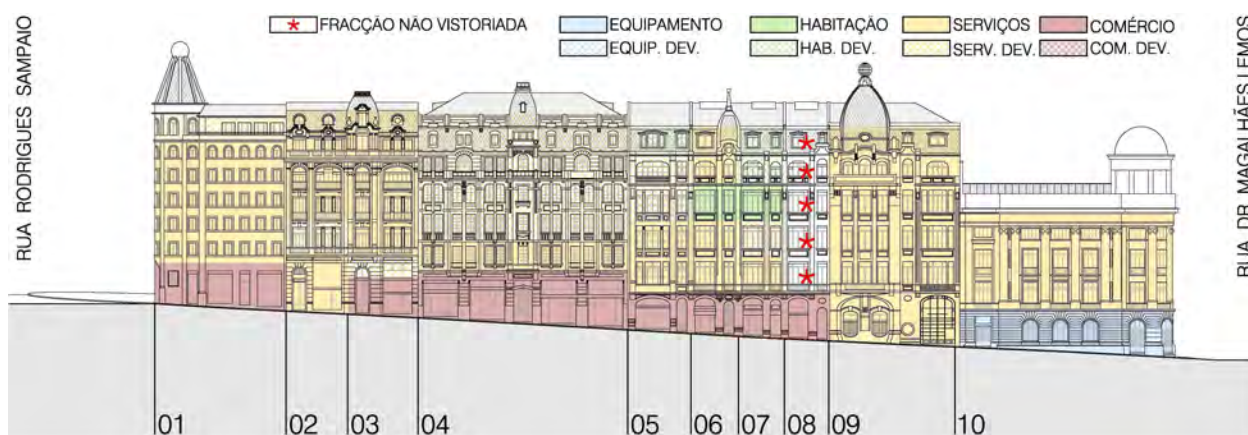 RUA RODRIGUES SAMPAIO
FRACÇÃO NÃO VISTORIADA
EQUIPAMENTO
HABITAÇÃO
SERVIÇOS
COMÉRCIO
EQUIP. DEV.
HAB. DEV.
SERV. DEV.
COM. DEV.
RUA DR MAGALHÃES LEMOS
01
02
03
04
05
06
07
08
09
10